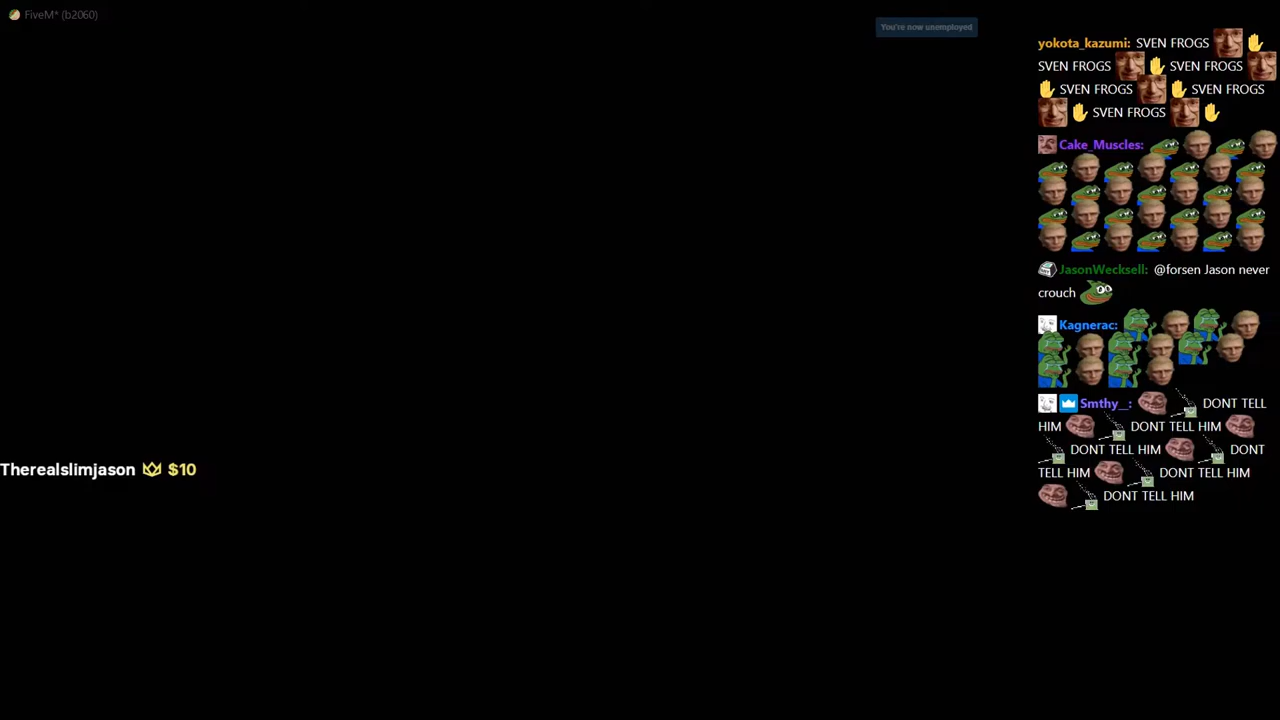 FiveM* (b2060)
You're now unemployed
yokota_kazumi: SVEN FROGS
SVEN FROGS SVEN FROGS
SVEN FROGS SVEN FROGS
SVEN FROGS
Cake_Muscles:
JasonWecksell: @forsen Jason never
crouch
Kagnerac:
Smthy__: DONT TELL
HIM DONT TELL HIM
DONT TELL HIM DONT
TELL HIM DONT TELL HIM
DONT TELL HIM
Therealslimjason $10